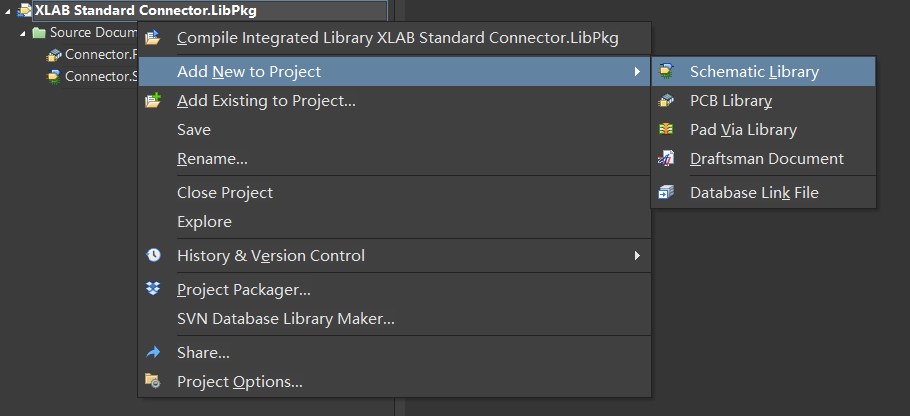 XLAB Standard Connector.LibPkg
Source Docum
Connector.P
Connector.S
Compile Integrated Library XLAB Standard Connector.LibPkg
Add New to Project
Add Existing to Project...
Save
Rename...
Close Project
Explore
History & Version Control
Project Packager...
SVN Database Library Maker...
Share...
Project Options...
Schematic Library
PCB Library
Pad Via Library
Draftsman Document
Database Link File